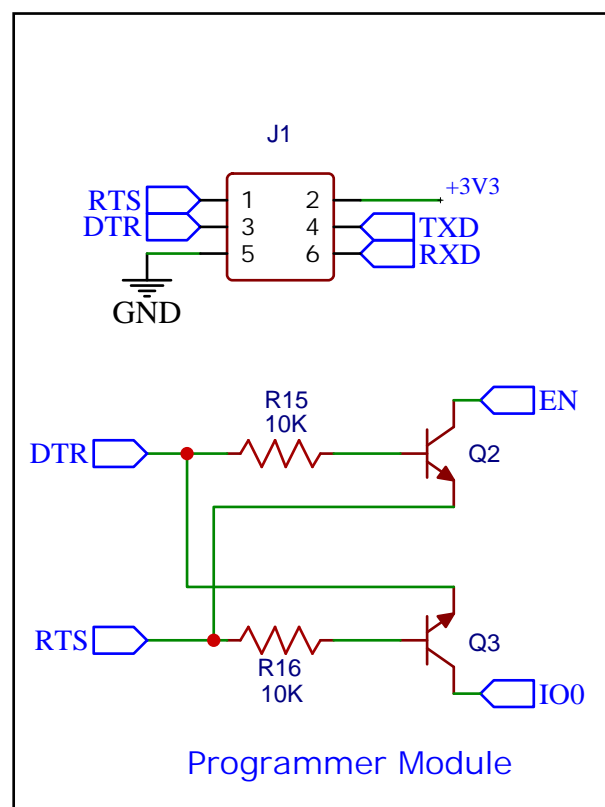 J1
RTS 1 2 +3V3
DTR 3 4 TXD
5 6 RXD
GND
R15
10K
EN
DTR
Q2
RTS
R16
10K
Q3
IO0
Programmer Module